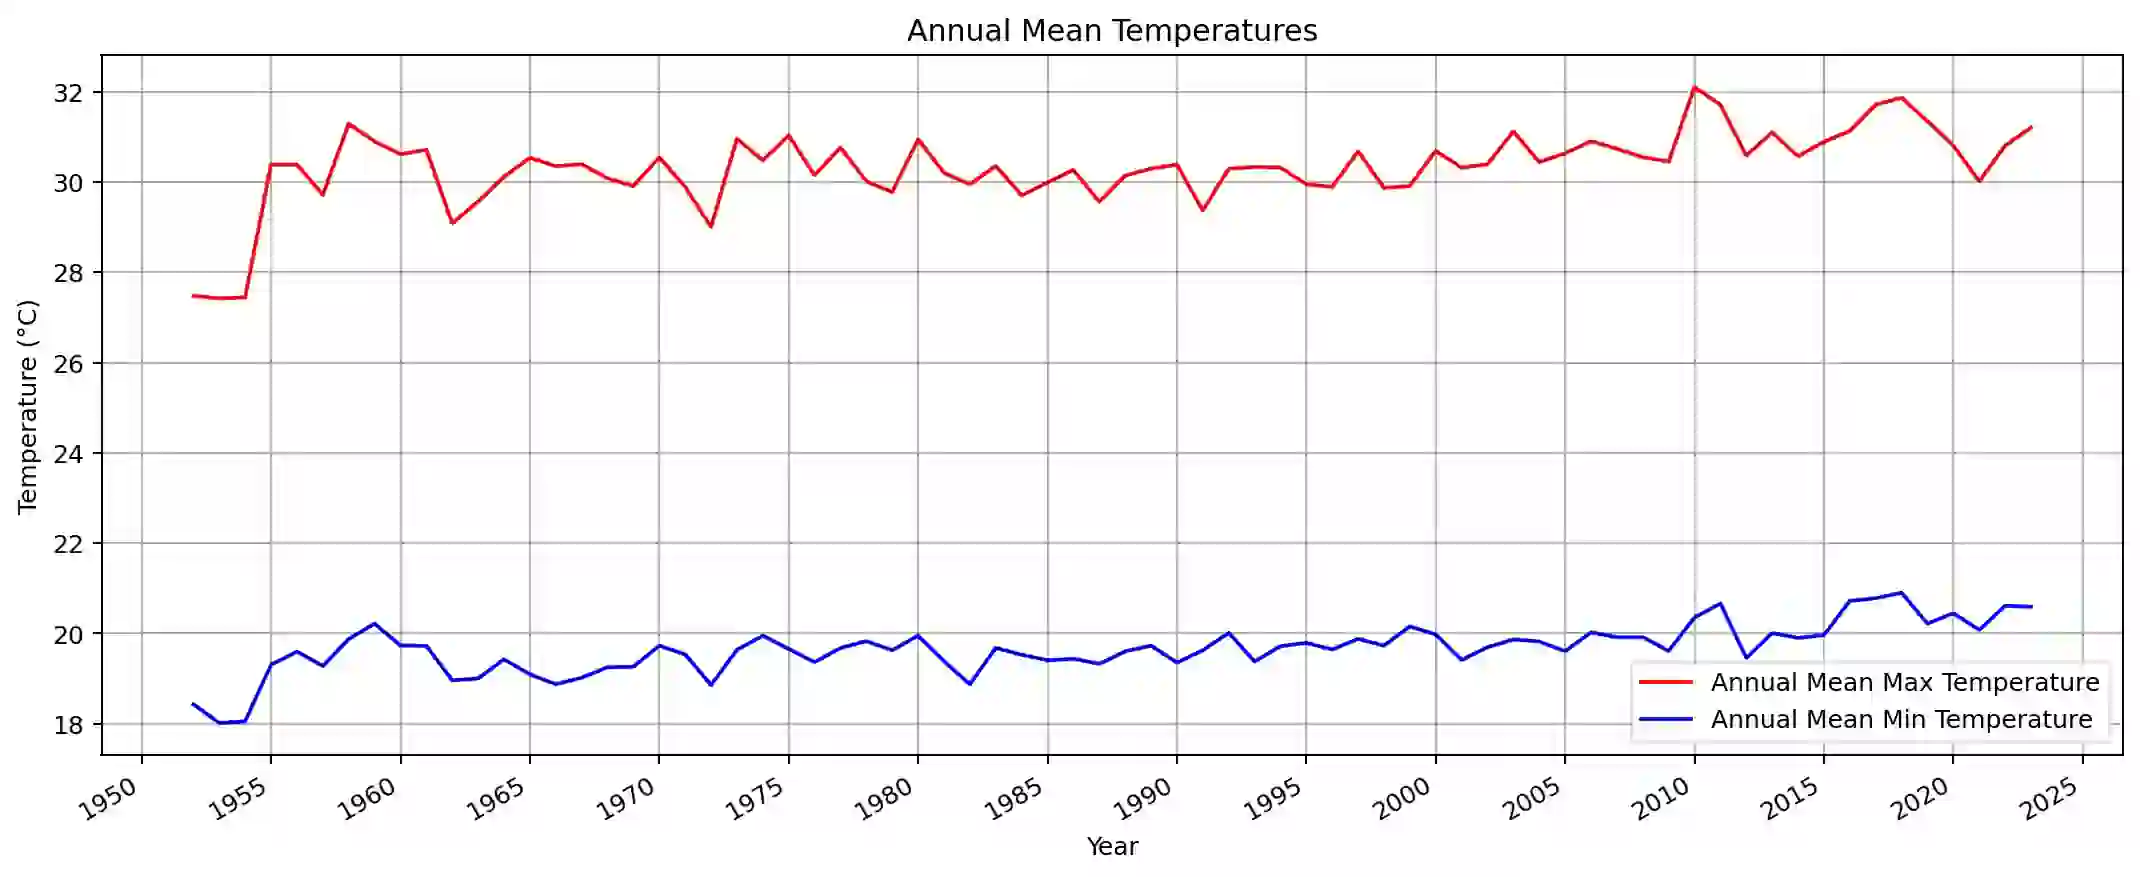 Annual Mean Temperatures
Temperature (°C)
32
30
28
26
24
22
20
18
Annual Mean Max Temperature
Annual Mean Min Temperature
1950 1955 1960 1965 1970 1975 1980 1985 1990 1995 2000 2005 2010 2015 2020 2025
Year